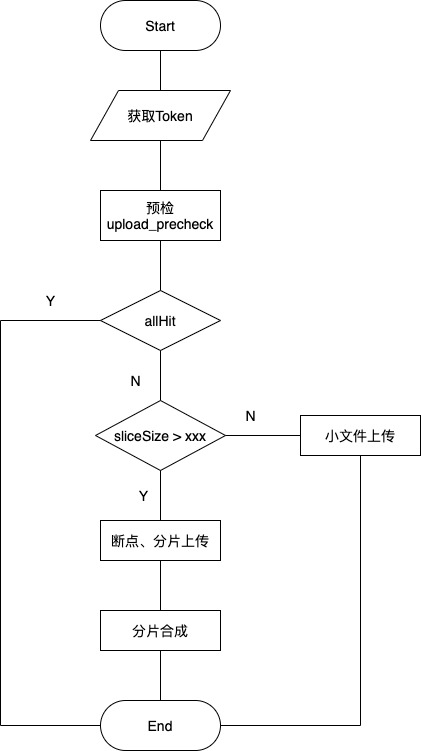 Start
获取Token
预检
upload_precheck
Y
allHit
N
sliceSize > xxx
N
小文件上传
Y
断点、分片上传
分片合成
End